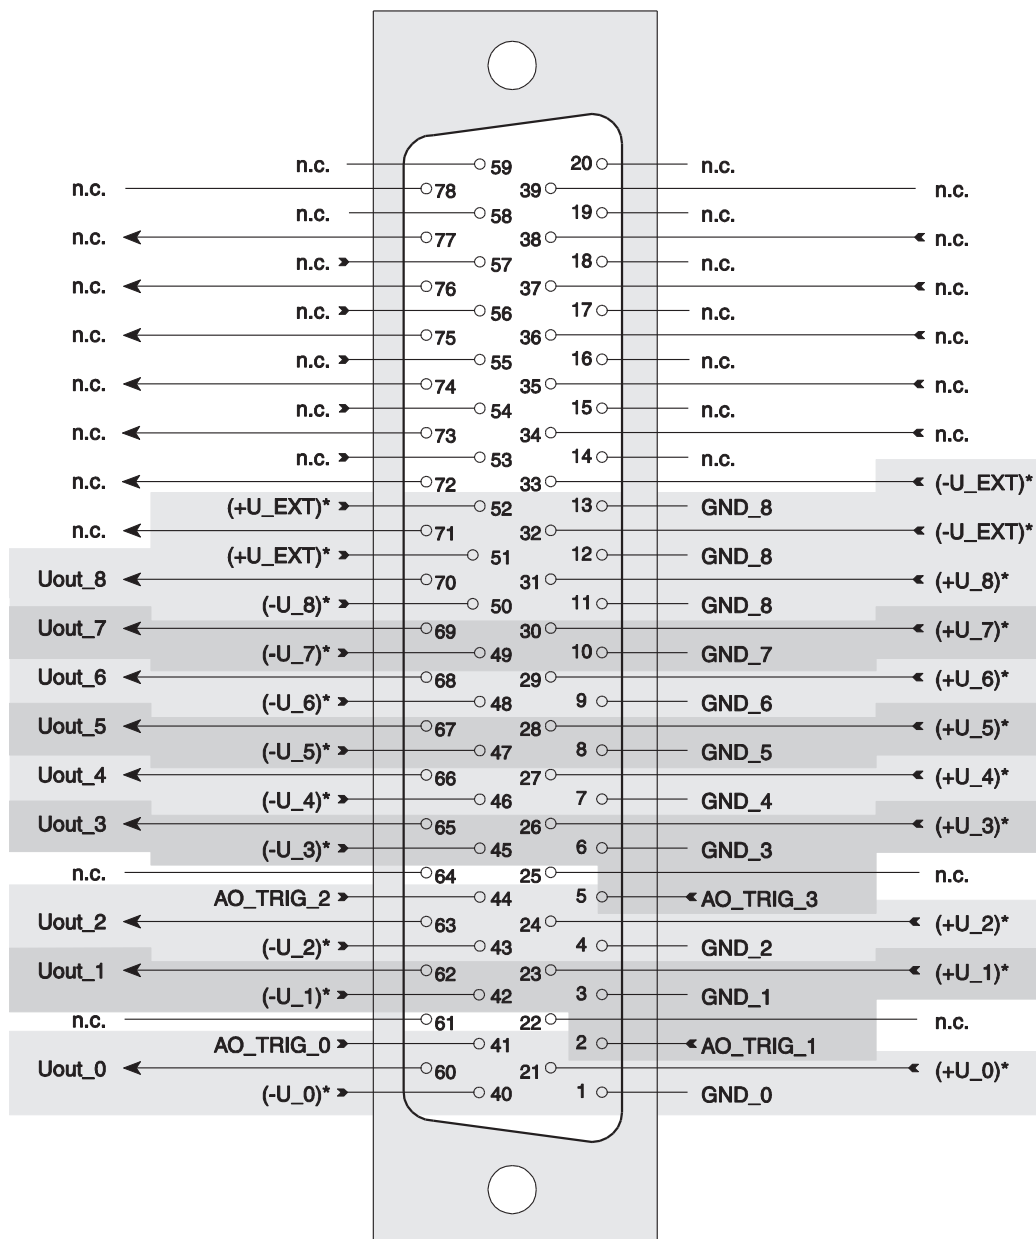 n.c. 59 20 n.c.
n.c. 78 39 n.c.
n.c. 58 19 n.c.
n.c. 77 38 n.c.
n.c. 57 18 n.c.
n.c. 76 37 n.c.
n.c. 56 17 n.c.
n.c. 75 36 n.c.
n.c. 55 16 n.c.
n.c. 74 35 n.c.
n.c. 54 15 n.c.
n.c. 73 34 n.c.
n.c. 53 14 n.c.
n.c. 72 33 (-U_EXT)*
(+U_EXT)* 52 13 GND_8
n.c. 71 32 (-U_EXT)*
(+U_EXT)* 51 12 GND_8
Uout_8 70 31 (+U_8)*
(-U_8)* 50 11 GND_8
Uout_7 69 30 (+U_7)*
(-U_7)* 49 10 GND_7
Uout_6 68 29 (+U_6)*
(-U_6)* 48 9 GND_6
Uout_5 67 28 (+U_5)*
(-U_5)* 47 8 GND_5
Uout_4 66 27 (+U_4)*
(-U_4)* 46 7 GND_4
Uout_3 65 26 (+U_3)*
(-U_3)* 45 6 GND_3
n.c. 64 25 n.c.
AO_TRIG_2 44 5 AO_TRIG_3
Uout_2 63 24 (+U_2)*
(-U_2)* 43 4 GND_2
Uout_1 62 23 (+U_1)*
(-U_1)* 42 3 GND_1
n.c. 61 22 n.c.
AO_TRIG_0 41 2 AO_TRIG_1
Uout_0 60 21 (+U_0)*
(-U_0)* 40 1 GND_0